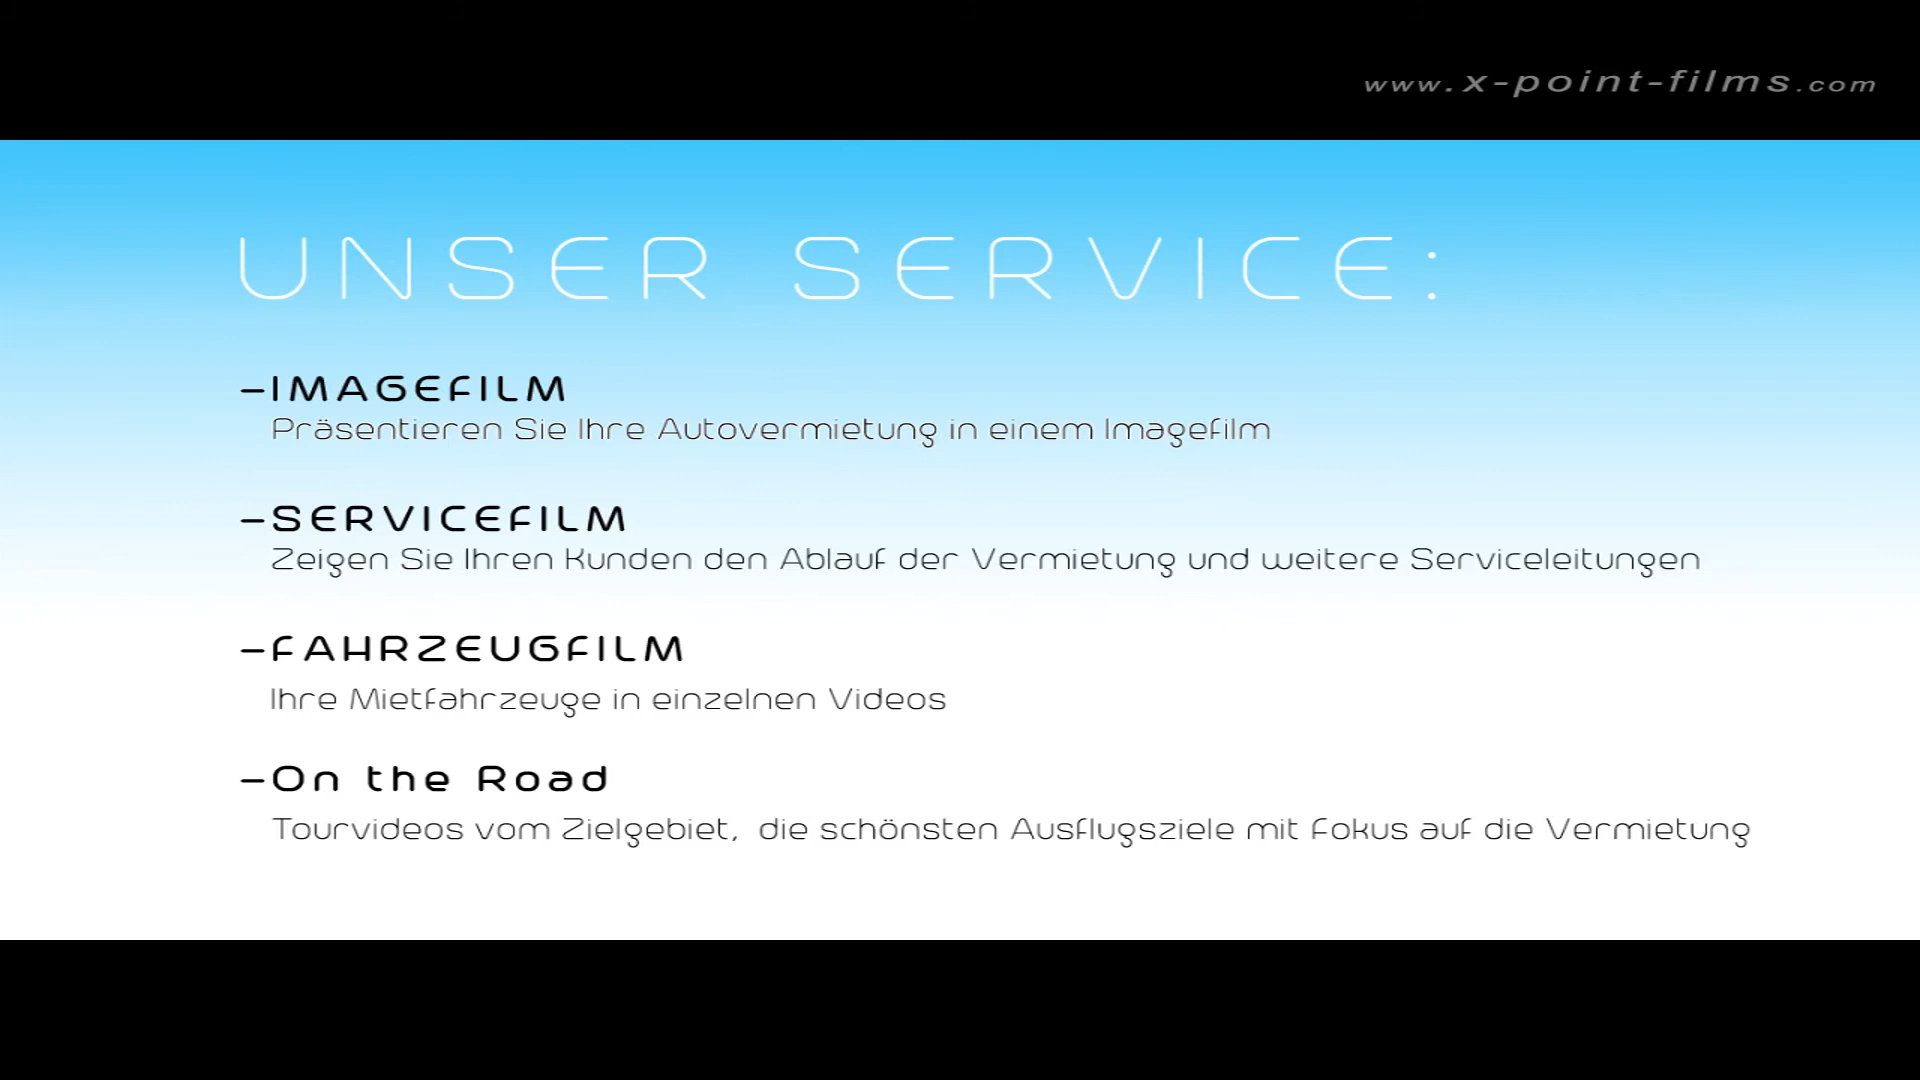 www.x-point-films.com
UNSER SERVICE:
-IMAGEFILM
Präsentieren Sie Ihre Autovermietung in einem Imagefilm
-SERVICEFILM
Zeigen Sie Ihren Kunden den Ablauf der Vermietung und weitere Serviceleitungen
-FAHRZEUGFILM
Ihre Mietfahrzeuge in einzelnen Videos
-On the Road
Tourvideos vom Zielgebiet, die schönsten Ausflugsziele mit Fokus auf die Vermietung